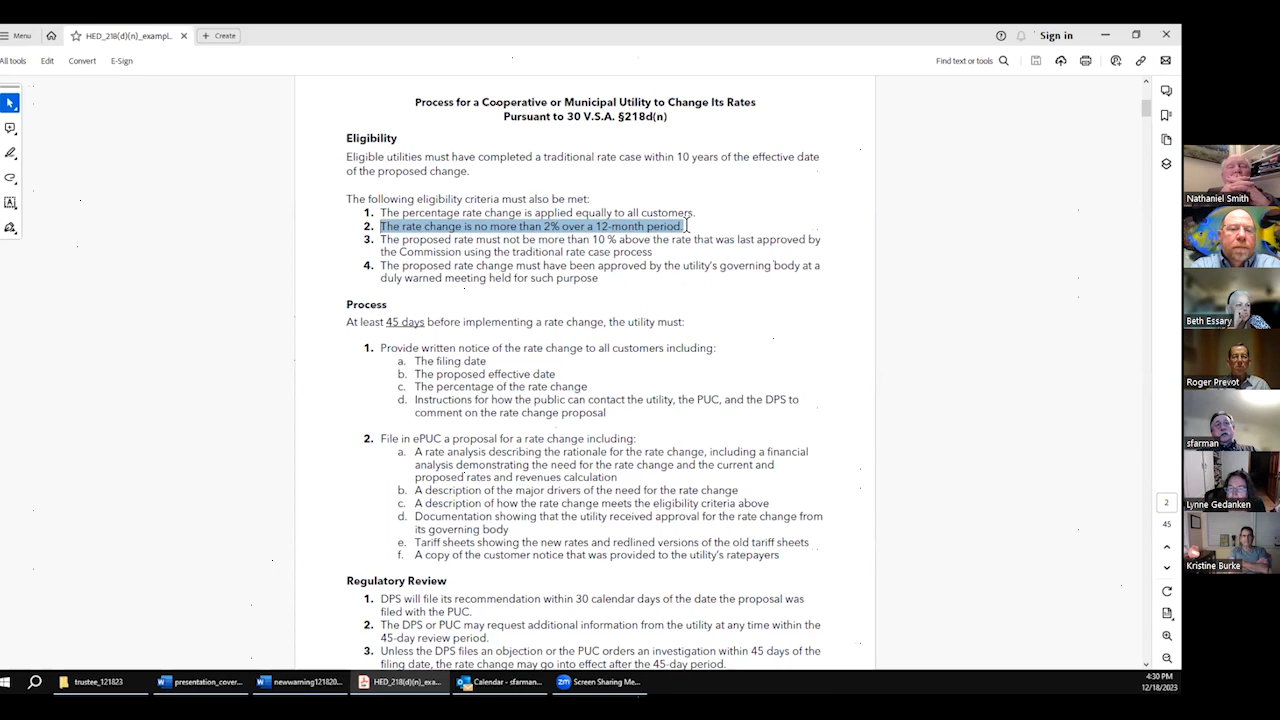 Menu
HED_218(d)(n)_exampl..
Create
Sign in
All tools
Edit
Convert
E-Sign
Find text or tools
Process for a Cooperative or Municipal Utility to Change Its Rates
Pursuant to 30 V.S.A. §218d(n)
Eligibility
Eligible utilities must have completed a traditional rate case within 10 years of the effective date
of the proposed change.
The following eligibility criteria must also be met:
1. The percentage rate change is applied equally to all customers.
2. The rate change is no more than 2% over a 12-month period.
3. The proposed rate must not be more than 10 % above the rate that was last approved by
the Commission using the traditional rate case process
4. The proposed rate change must have been approved by the utility's governing body at a
duly warned meeting held for such purpose
Process
At least 45 days before implementing a rate change, the utility must:
1. Provide written notice of the rate change to all customers including:
a. The filing date
b. The proposed effective date
c. The percentage of the rate change
d. Instructions for how the public can contact the utility, the PUC, and the DPS to
comment on the rate change proposal
2. File in ePUC a proposal for a rate change including:
a. A rate analysis describing the rationale for the rate change, including a financial
analysis demonstrating the need for the rate change and the current and
proposed rates and revenues calculation
b. A description of the major drivers of the need for the rate change
c. A description of how the rate change meets the eligibility criteria above
d. Documentation showing that the utility received approval for the rate change from
its governing body
e. Tariff sheets showing the new rates and redlined versions of the old tariff sheets
f. A copy of the customer notice that was provided to the utility's ratepayers
Regulatory Review
1. DPS will file its recommendation within 30 calendar days of the date the proposal was
filed with the PUC.
2. The DPS or PUC may request additional information from the utility at any time within the
45-day review period.
3. Unless the DPS files an objection or the PUC orders an investigation within 45 days of the
filing date, the rate change may go into effect after the 45-day period.
2
45
Nathaniel Smith
Beth Essary
Roger Prevot
sfarman
Lynne Gedanken
Kristine Burke
trustee_121823
presentation_cover...
newwarning121820...
HED_218(d)(n)_exa...
Calendar - sfarman...
Screen Sharing Me...
4:30 PM
12/18/2023